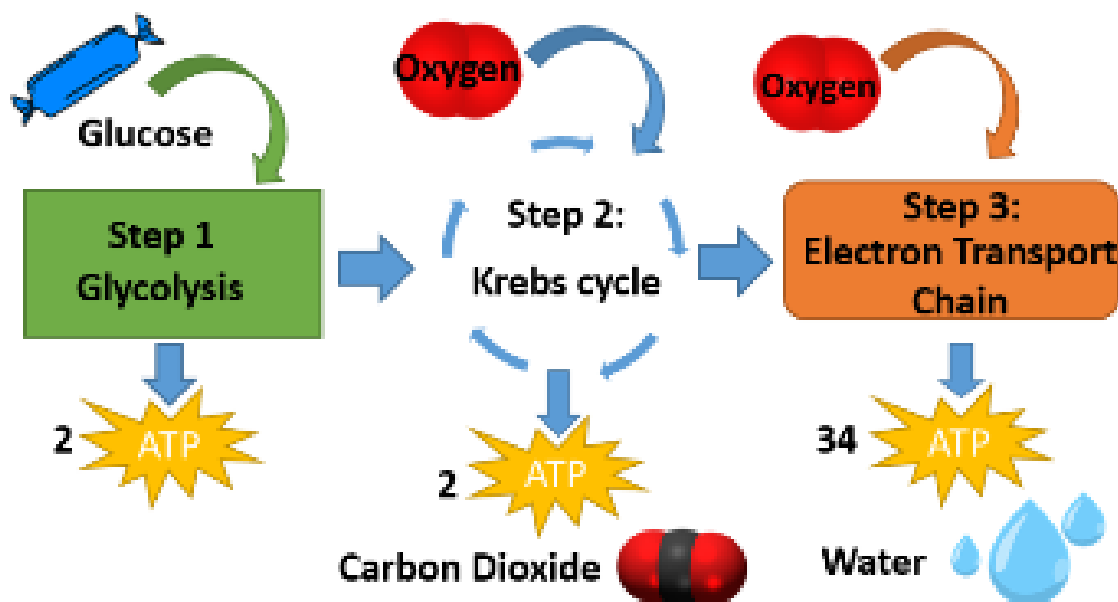 Glucose
Oxygen
Oxygen
Step 1
Glycolysis
Step 2:
Krebs cycle
Step 3:
Electron Transport
Chain
2 ATP
2 ATP
34 ATP
Carbon Dioxide
Water